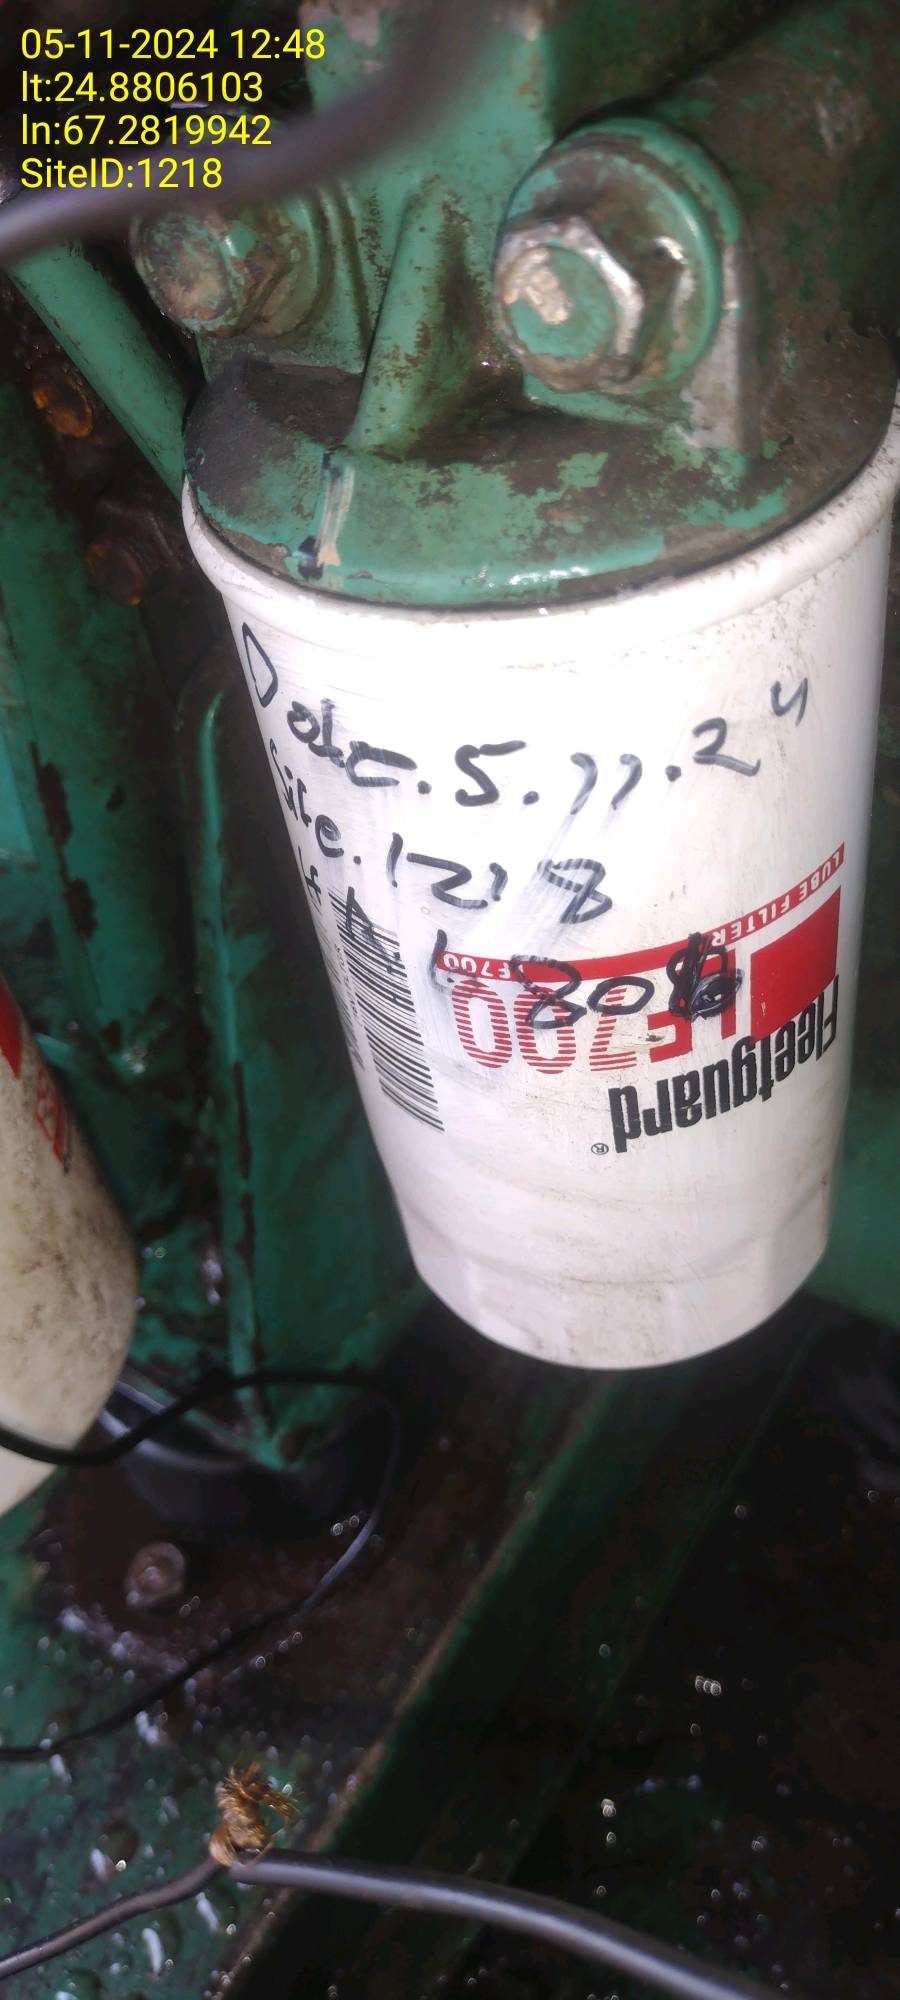 05-11-2024 12:48
lt:24.8806103
ln:67.2819942
SiteID:1218
Date.5.11.24
Site.1218
LUBE FILTER
LF700
LF700
Fleetguard®